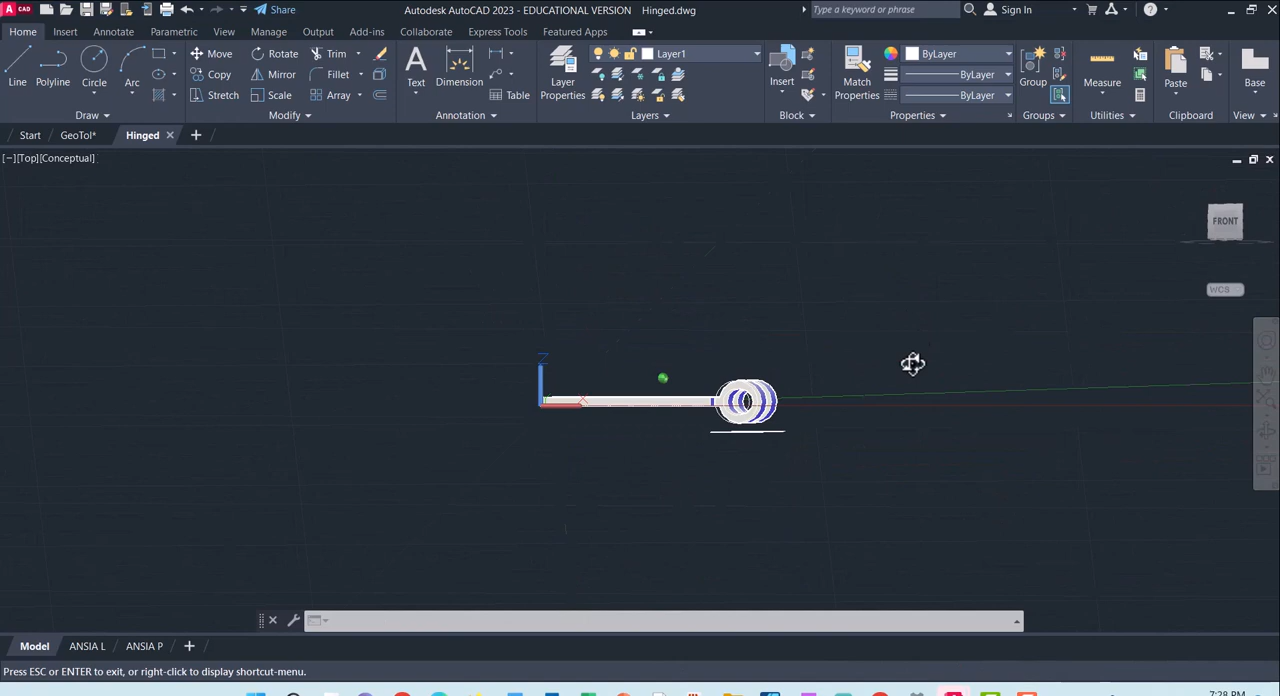 A CAD Share Autodesk AutoCAD 2023 - EDUCATIONAL VERSION Hinged.dwg Type a keyword or phrase Sign In
Home Insert Annotate Parametric View Manage Output Add-ins Collaborate Express Tools Featured Apps
Move Rotate Trim Layer1 ByLayer
Line Polyline Circle Arc Copy Mirror Fillet Text Dimension Layer Properties Insert Match Properties ByLayer Group Measure Paste Base
Stretch Scale Array Table ByLayer
Draw Modify Annotation Layers Block Properties Groups Utilities Clipboard View
Start GeoTol* Hinged
[−][Top][Conceptual]
FRONT
WCS
Z
X
Model ANSIA L ANSIA P
Press ESC or ENTER to exit, or right-click to display shortcut-menu.
7:28 PM